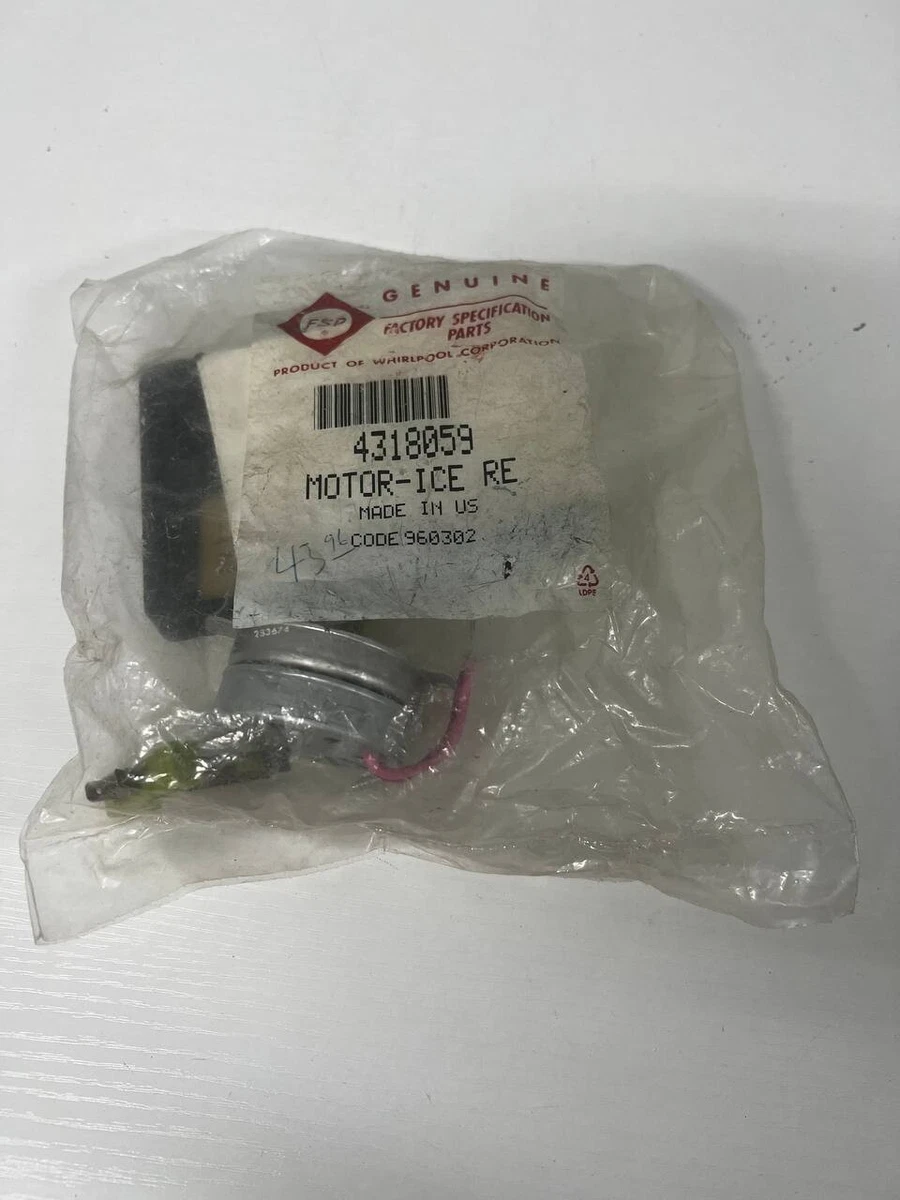 GENUINE
FSP
®
FACTORY SPECIFICATION
PARTS
PRODUCT OF WHIRLPOOL CORPORATION
4318059
MOTOR-ICE RE
MADE IN US
43 96 CODE 960302
4
LDPE